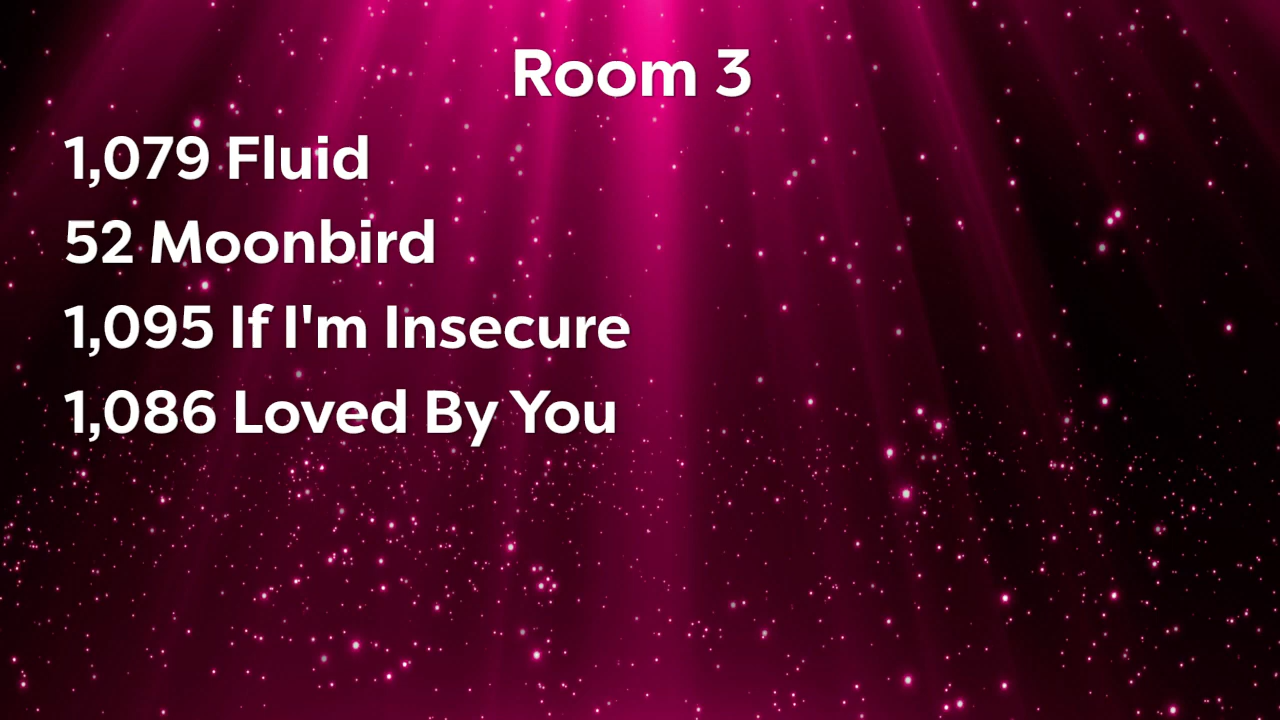 Room 3
1,079 Fluid
52 Moonbird
1,095 If I'm Insecure
1,086 Loved By You